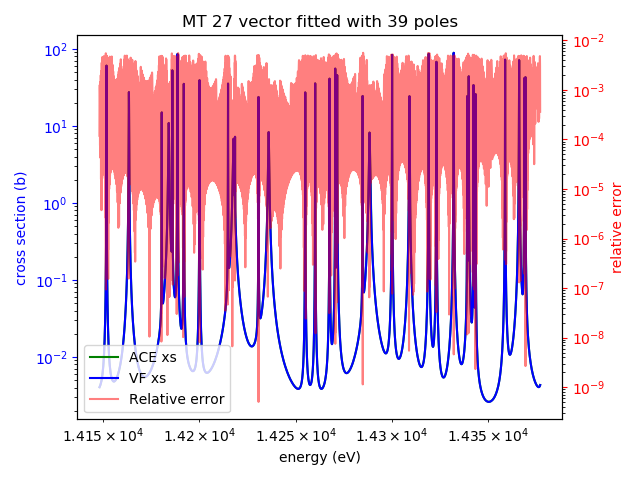 MT 27 vector fitted with 39 poles
10²
10¹
10⁰
10⁻¹
10⁻²
cross section (b)
10⁻²
10⁻³
10⁻⁴
10⁻⁵
10⁻⁶
10⁻⁷
10⁻⁸
10⁻⁹
relative error
ACE xs
VF xs
Relative error
1.415 × 10⁴ 1.42 × 10⁴ 1.425 × 10⁴ 1.43 × 10⁴ 1.435 × 10⁴
energy (eV)